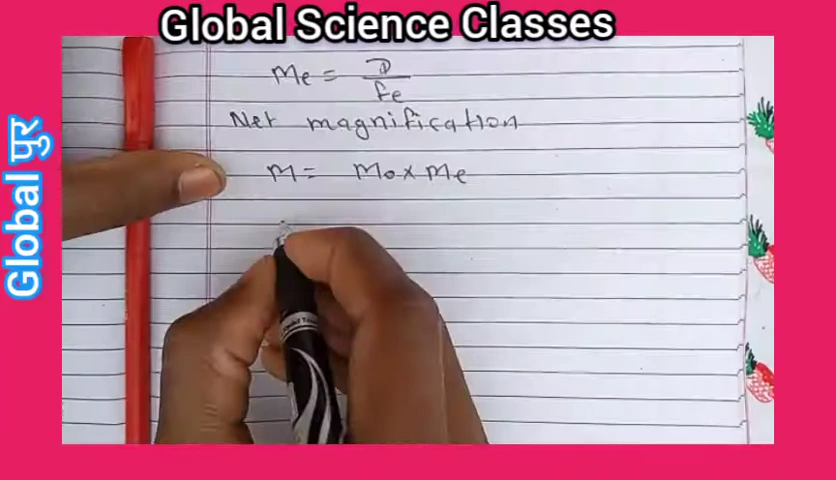 Global Science Classes
Global पुर
Me = D/fe
Net magnification
M = Mo × Me